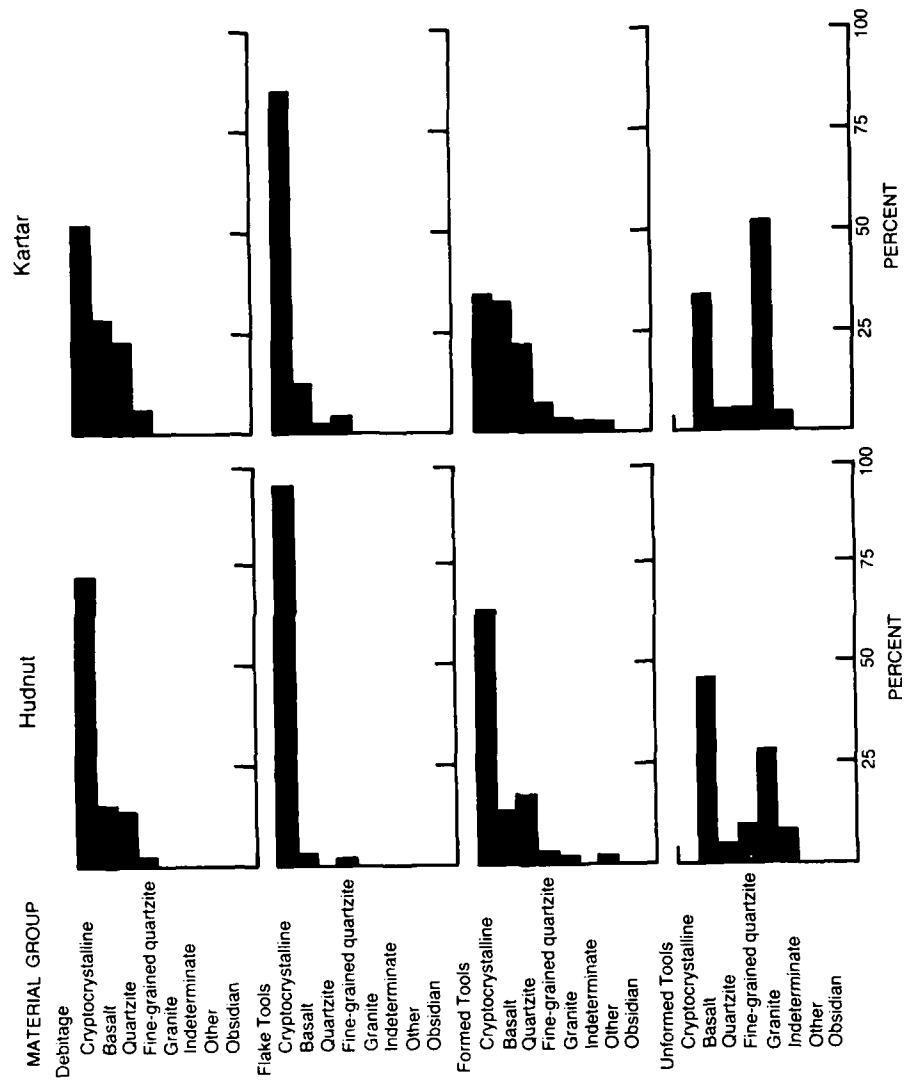 Hudnut
Kartar
MATERIAL GROUP
Debitage
Cryptocrystalline
Basalt
Quartzite
Fine-grained quartzite
Granite
Indeterminate
Other
Obsidian
Flake Tools
Cryptocrystalline
Basalt
Quartzite
Fine-grained quartzite
Granite
Indeterminate
Other
Obsidian
Formed Tools
Cryptocrystalline
Basalt
Quartzite
Fine-grained quartzite
Granite
Indeterminate
Other
Obsidian
Unformed Tools
Cryptocrystalline
Basalt
Quartzite
Fine-grained quartzite
Granite
Indeterminate
Other
Obsidian
25 50 75 100
PERCENT
25 50 75 100
PERCENT